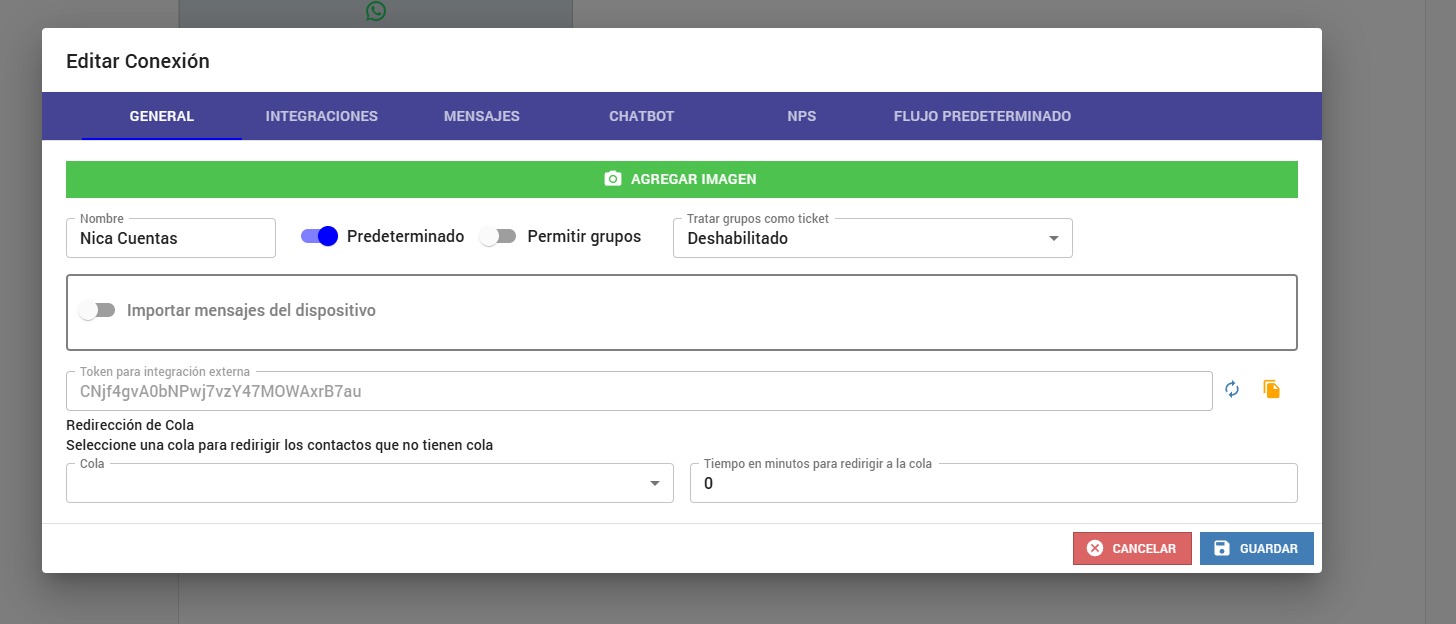 Editar Conexión
GENERAL INTEGRACIONES MENSAJES CHATBOT NPS FLUJO PREDETERMINADO
AGREGAR IMAGEN
Nombre
Nica Cuentas
Predeterminado
Permitir grupos
Tratar grupos como ticket
Deshabilitado
Importar mensajes del dispositivo
Token para integración externa
CNjf4gvA0bNPwj7vzY47MOWAxrB7au
Redirección de Cola
Seleccione una cola para redirigir los contactos que no tienen cola
Cola
Tiempo en minutos para redirigir a la cola
0
CANCELAR
GUARDAR